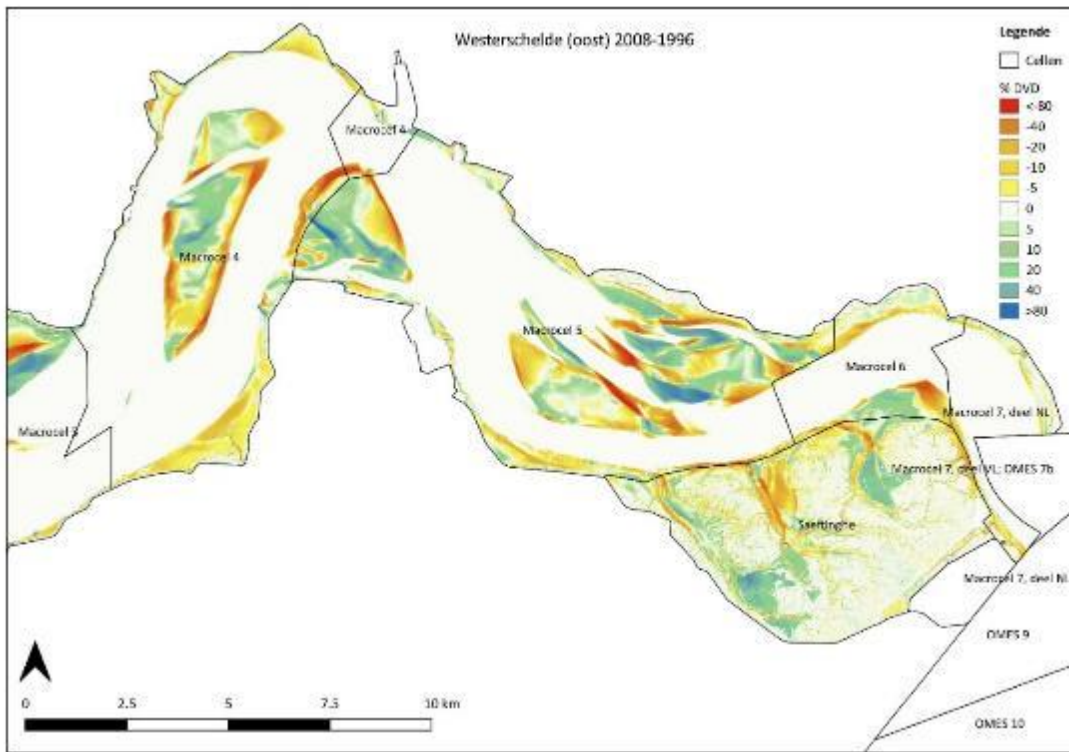 Westerschelde (oost) 2008-1996
Legende
Cellen
% DVD
<-80
-40
-20
-10
-5
0
5
10
20
40
>80
Macrocel 4
Macrocel 4
Macrocel 5
Macrocel 6
Macrocel 3
Macrocel 7, deel NL
Macrocel 7, deel VL; OMES 7b
Saeftinghe
Macrocel 7, deel NL
OMES 9
OMES 10
0 2.5 5 7.5 10 km